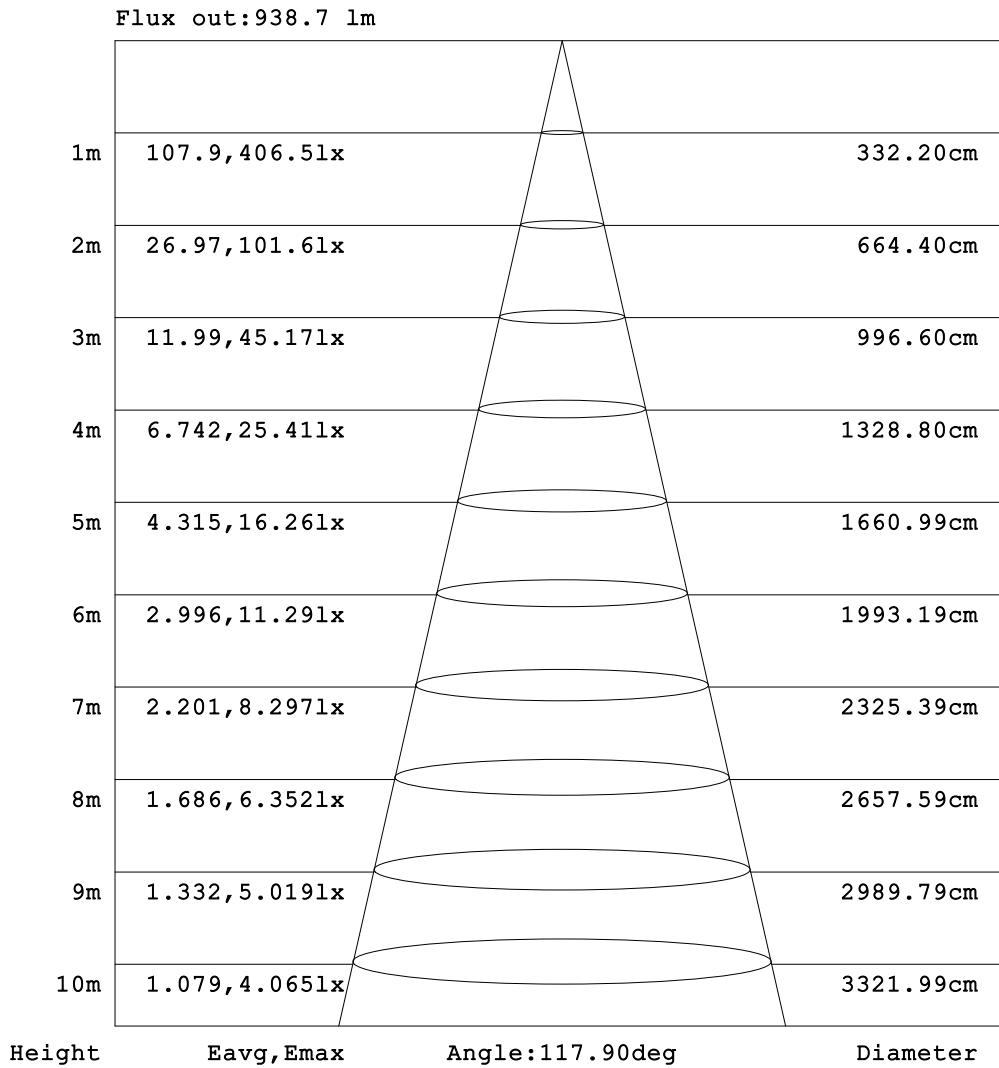 Flux out:938.7 lm
1m 107.9,406.5lx 332.20cm
2m 26.97,101.6lx 664.40cm
3m 11.99,45.17lx 996.60cm
4m 6.742,25.41lx 1328.80cm
5m 4.315,16.26lx 1660.99cm
6m 2.996,11.29lx 1993.19cm
7m 2.201,8.297lx 2325.39cm
8m 1.686,6.352lx 2657.59cm
9m 1.332,5.019lx 2989.79cm
10m 1.079,4.065lx 3321.99cm
Height Eavg,Emax Angle:117.90deg Diameter